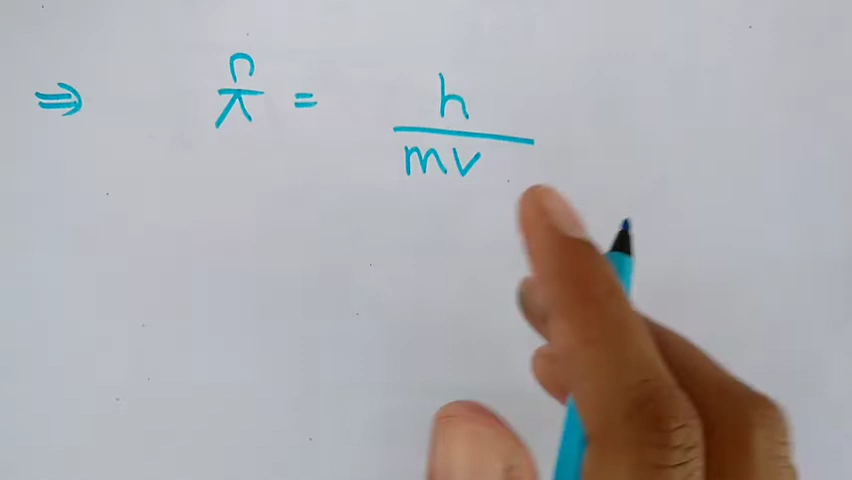 ⇒ n/λ = h/mv